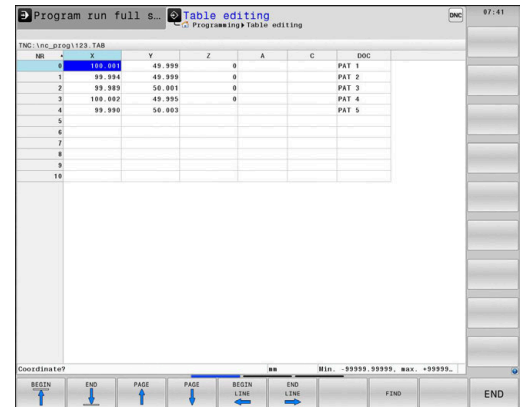 Program run full s… Table editing DNC 07:41
Programming▸Table editing
TNC:\nc_prog\123.TAB
NR X Y Z A C DOC
0 100.001 49.999 0 PAT 1
1 99.994 49.999 0 PAT 2
2 99.989 50.001 0 PAT 3
3 100.002 49.995 0 PAT 4
4 99.990 50.003 PAT 5
5
6
7
8
9
10
Coordinate? mm Min. -99999.99999, max. +99999…
BEGIN END PAGE PAGE BEGIN LINE END LINE FIND END